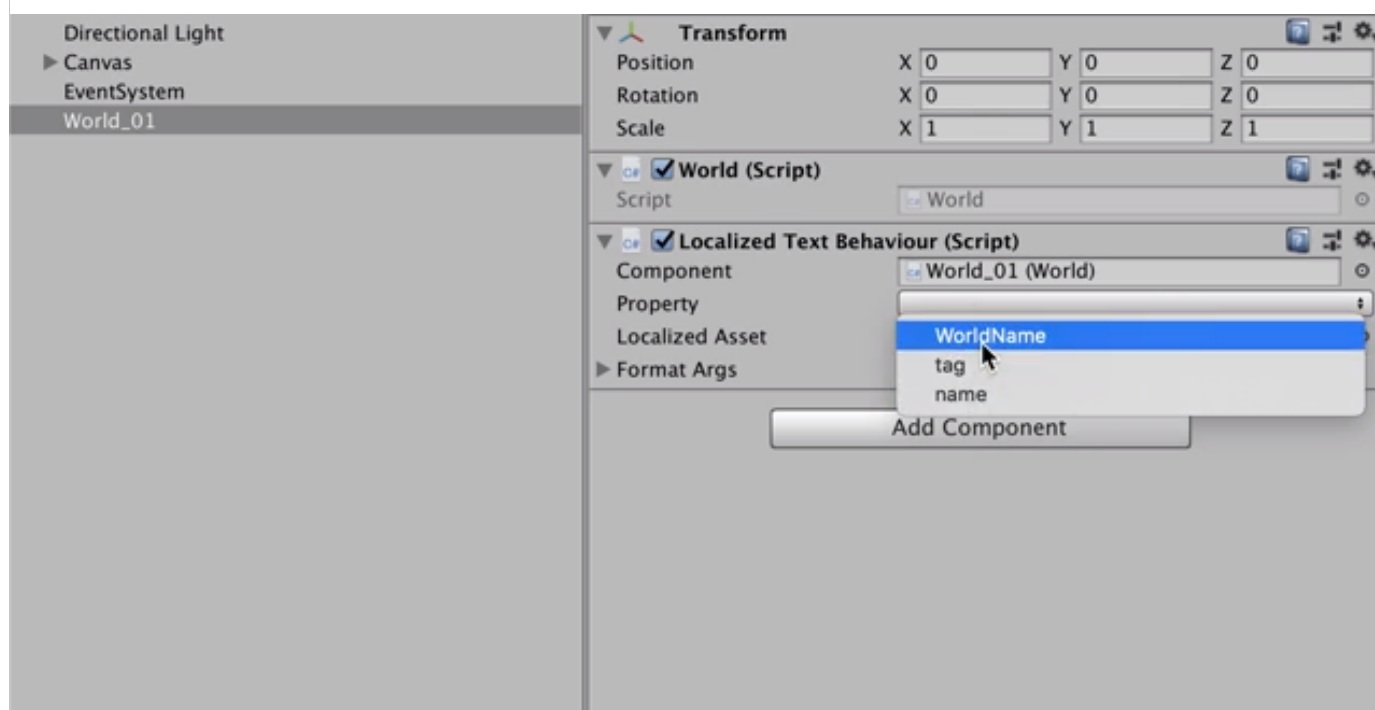 Directional Light
Canvas
EventSystem
World_01
Transform
Position X 0 Y 0 Z 0
Rotation X 0 Y 0 Z 0
Scale X 1 Y 1 Z 1
C# World (Script)
Script C# World
C# Localized Text Behaviour (Script)
Component C# World_01 (World)
Property
Localized Asset
Format Args
WorldName
tag
name
Add Component